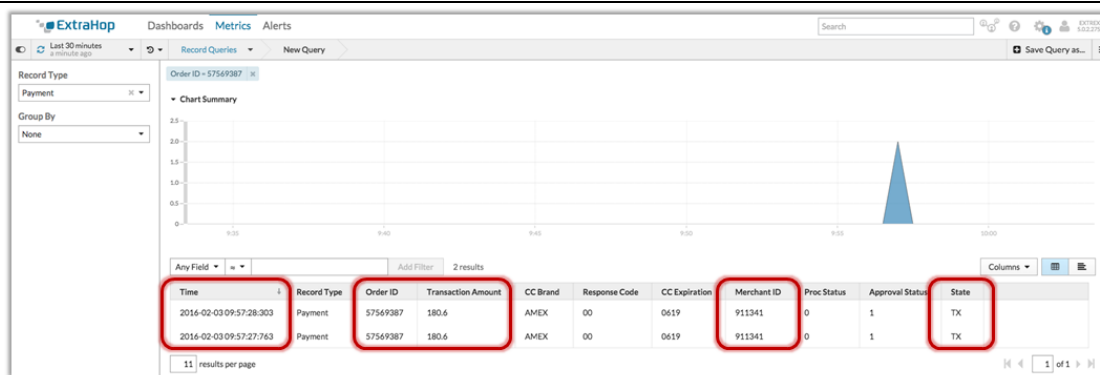 ExtraHop
Dashboards Metrics Alerts
Search
Last 30 minutes
a minute ago
Record Queries
New Query
Save Query as...
Record Type
Payment
Group By
None
Order ID = 57569387
Chart Summary
2.5
2.0
1.5
1.0
0.5
0
9:35 9:40 9:45 9:50 9:55 10:00
Any Field = Add Filter 2 results Columns
Time Record Type Order ID Transaction Amount CC Brand Response Code CC Expiration Merchant ID Proc Status Approval Status State
2016-02-03 09:57:28:303 Payment 57569387 180.6 AMEX 00 0619 911341 0 1 TX
2016-02-03 09:57:27:763 Payment 57569387 180.6 AMEX 00 0619 911341 0 1 TX
11 results per page
1 of 1